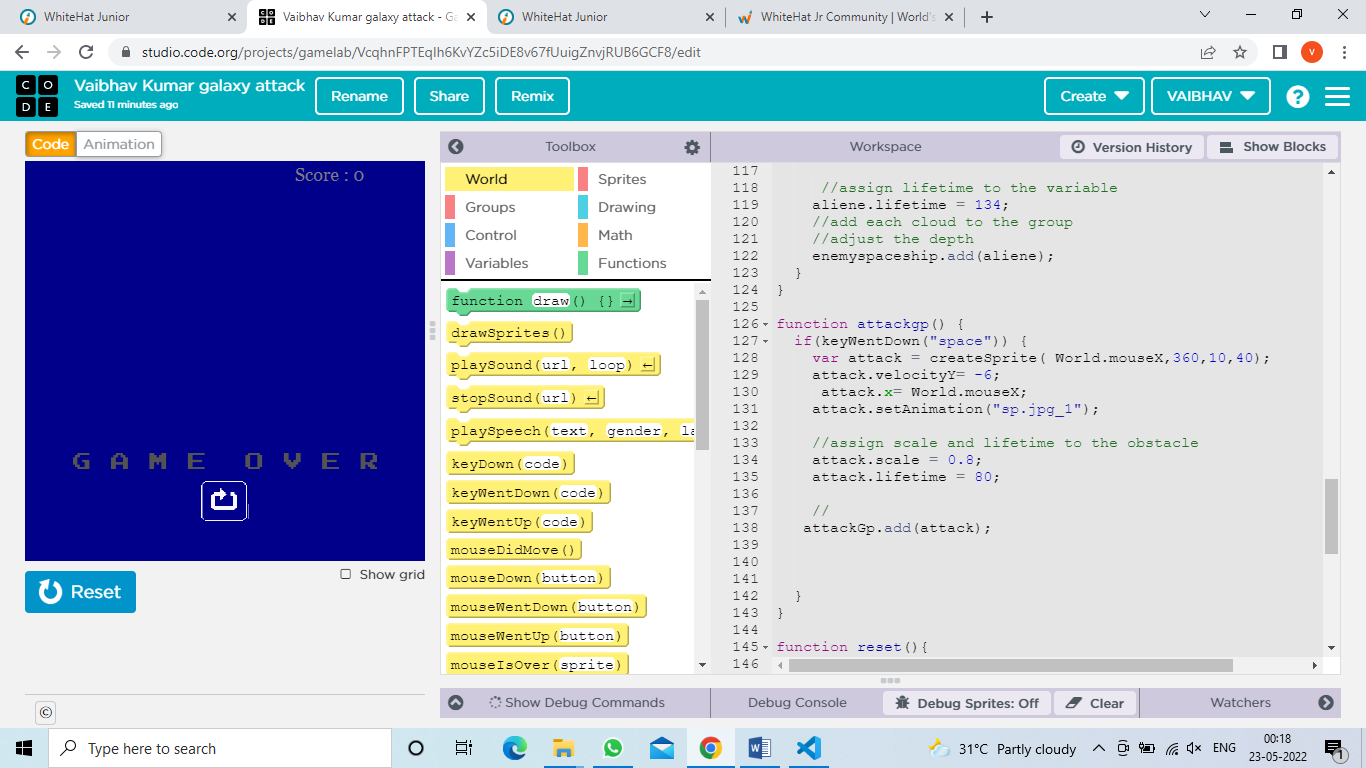 WhiteHat Junior
Vaibhav Kumar galaxy attack - Ga
WhiteHat Junior
WhiteHat Jr Community | World's
studio.code.org/projects/gamelab/VcqhnFPTEqIh6KvYZc5iDE8v67fUuigZnvjRUB6GCF8/edit
V
C O
D E
Vaibhav Kumar galaxy attack
Saved 11 minutes ago
Rename
Share
Remix
Create
VAIBHAV
?
Code
Animation
Score : 0
GAME OVER
Show grid
Reset
©
Toolbox
World
Sprites
Groups
Drawing
Control
Math
Variables
Functions
function draw() {} →
drawSprites()
playSound(url, loop) ←
stopSound(url) ←
playSpeech(text, gender, la
keyDown(code)
keyWentDown(code)
keyWentUp(code)
mouseDidMove()
mouseDown(button)
mouseWentDown(button)
mouseWentUp(button)
mouseIsOver(sprite)
Workspace
Version History
Show Blocks
117
118 //assign lifetime to the variable
119 aliene.lifetime = 134;
120 //add each cloud to the group
121 //adjust the depth
122 enemyspaceship.add(aliene);
123 }
124 }
125
126 function attackgp() {
127 if(keyWentDown("space")) {
128 var attack = createSprite( World.mouseX,360,10,40);
129 attack.velocityY= -6;
130 attack.x= World.mouseX;
131 attack.setAnimation("sp.jpg_1");
132
133 //assign scale and lifetime to the obstacle
134 attack.scale = 0.8;
135 attack.lifetime = 80;
136
137 //
138 attackGp.add(attack);
139
140
141
142 }
143 }
144
145 function reset(){
146
Show Debug Commands
Debug Console
Debug Sprites: Off
Clear
Watchers
Type here to search
31°C Partly cloudy
ENG
00:18
23-05-2022
1